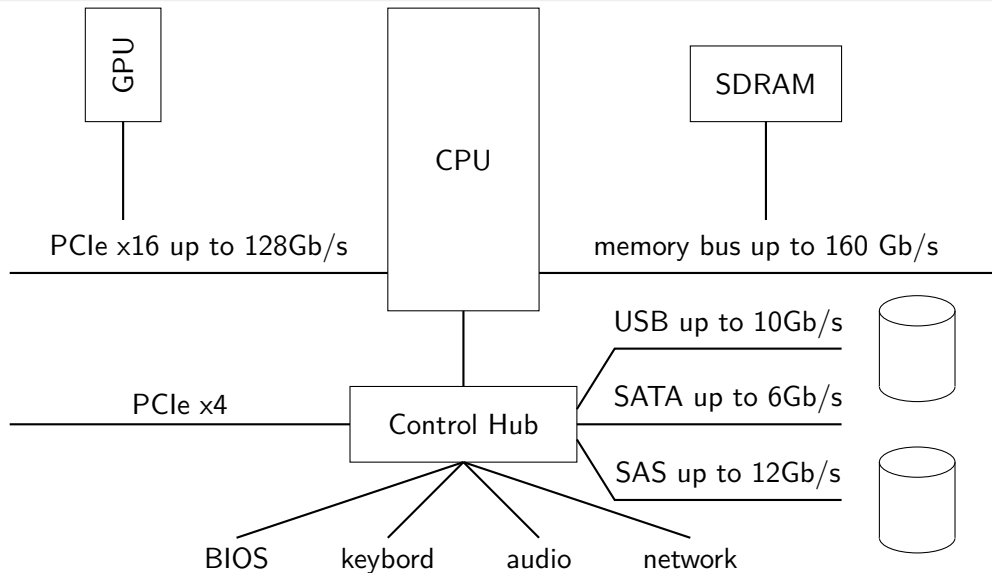 GPU
CPU
SDRAM
PCIe x16 up to 128Gb/s
memory bus up to 160 Gb/s
USB up to 10Gb/s
SATA up to 6Gb/s
PCIe x4
Control Hub
SAS up to 12Gb/s
BIOS
keybord
audio
network